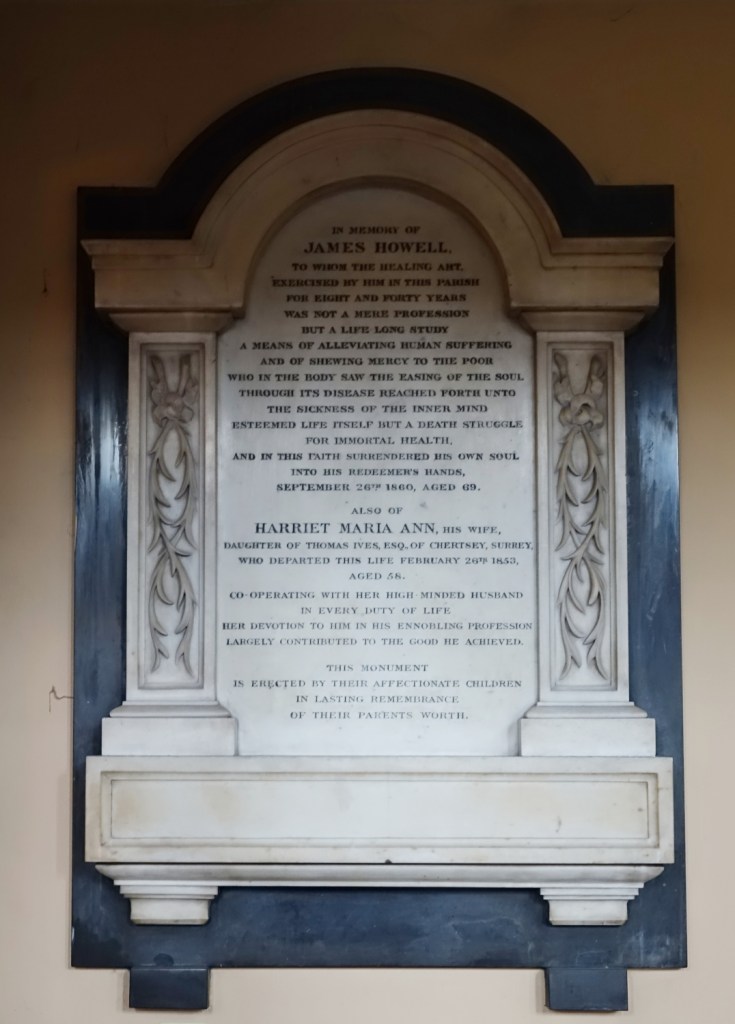 IN MEMORY OF
JAMES HOWELL,
TO WHOM THE HEALING ART,
EXERCISED BY HIM IN THIS PARISH
FOR EIGHT AND FORTY YEARS
WAS NOT A MERE PROFESSION
BUT A LIFE LONG STUDY
A MEANS OF ALLEVIATING HUMAN SUFFERING
AND OF SHEWING MERCY TO THE POOR
WHO IN THE BODY SAW THE EASING OF THE SOUL
THROUGH ITS DISEASE REACHED FORTH UNTO
THE SICKNESS OF THE INNER MIND
ESTEEMED LIFE ITSELF BUT A DEATH STRUGGLE
FOR IMMORTAL HEALTH,
AND IN THIS FAITH SURRENDERED HIS OWN SOUL
INTO HIS REDEEMER'S HANDS,
SEPTEMBER 26TH 1860, AGED 69.
ALSO OF
HARRIET MARIA ANN, HIS WIFE,
DAUGHTER OF THOMAS IVES, ESQ. OF CHERTSEY, SURREY,
WHO DEPARTED THIS LIFE FEBRUARY 26TH 1853,
AGED 58.
CO-OPERATING WITH HER HIGH-MINDED HUSBAND
IN EVERY DUTY OF LIFE
HER DEVOTION TO HIM IN HIS ENNOBLING PROFESSION
LARGELY CONTRIBUTED TO THE GOOD HE ACHIEVED.
THIS MONUMENT
IS ERECTED BY THEIR AFFECTIONATE CHILDREN
IN LASTING REMEMBRANCE
OF THEIR PARENTS WORTH.